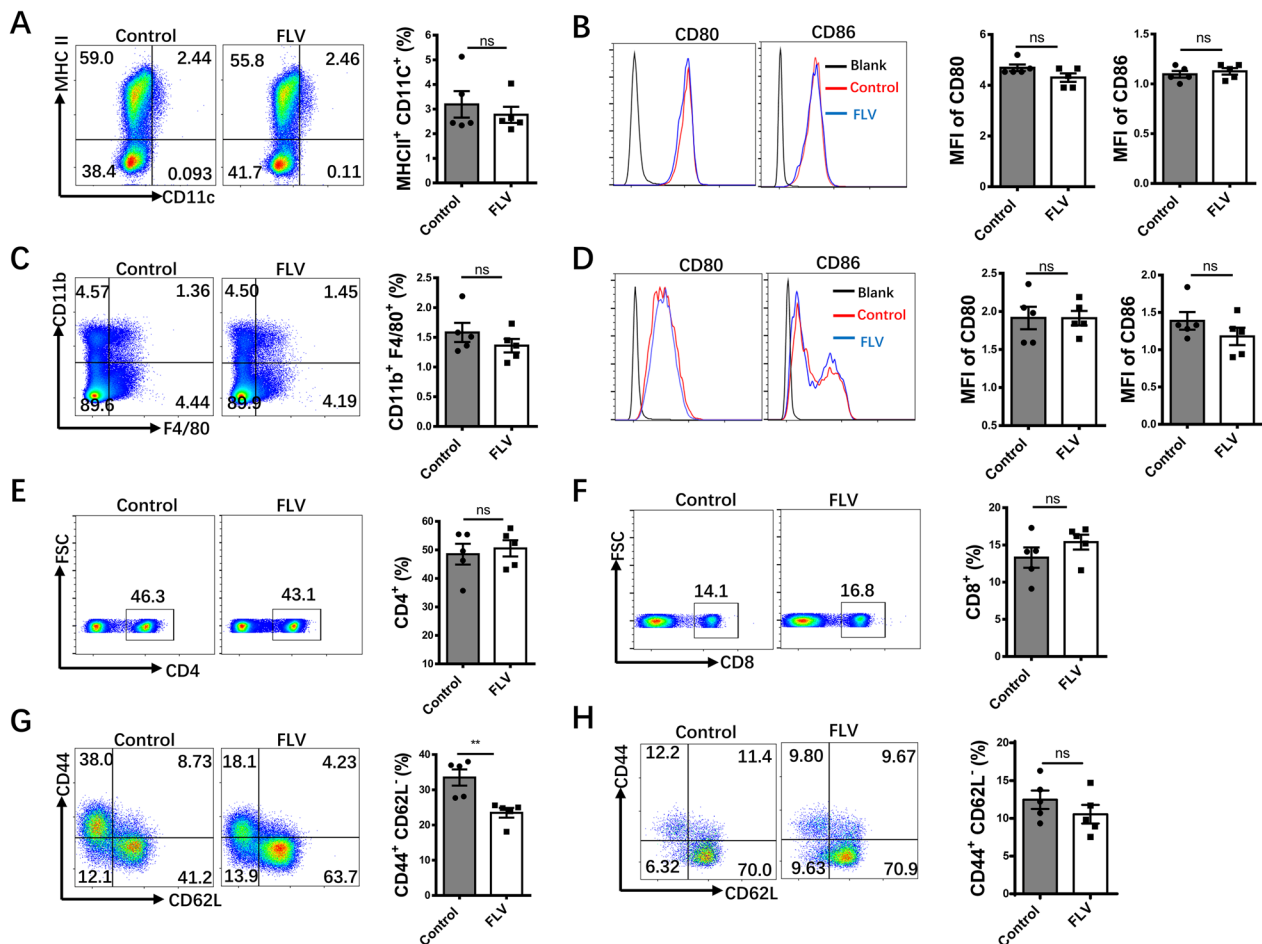 A
Control
FLV
MHC II
59.0
2.44
38.4
0.093
55.8
2.46
41.7
0.11
CD11c
MHCII⁺ CD11C⁺ (%)
ns
6
5
4
3
2
1
0
Control
FLV
B
CD80
CD86
Blank
Control
FLV
MFI of CD80
ns
6
4
2
0
Control
FLV
MFI of CD86
ns
1.5
1.2
0.9
0.6
0.3
0.0
Control
FLV
C
Control
FLV
CD11b
4.57
1.36
89.6
4.44
4.50
1.45
89.9
4.19
F4/80
CD11b⁺ F4/80⁺ (%)
ns
2.5
2.0
1.5
1.0
0.5
0.0
Control
FLV
D
CD80
CD86
Blank
Control
FLV
MFI of CD80
ns
2.5
2.0
1.5
1.0
0.5
Control
FLV
MFI of CD86
ns
2.0
1.5
1.0
0.5
0.0
Control
FLV
E
Control
FLV
FSC
46.3
43.1
CD4
CD4⁺ (%)
ns
60
50
40
30
20
10
Control
FLV
F
Control
FLV
FSC
14.1
16.8
CD8
CD8⁺ (%)
ns
20
15
10
5
0
Control
FLV
G
Control
FLV
CD44
38.0
8.73
12.1
41.2
18.1
4.23
13.9
63.7
CD62L
CD44⁺ CD62L⁻ (%)
**
40
30
20
10
0
Control
FLV
H
Control
FLV
CD44
12.2
11.4
6.32
70.0
9.80
9.67
9.63
70.9
CD62L
CD44⁺ CD62L⁻ (%)
ns
20
15
10
5
0
Control
FLV